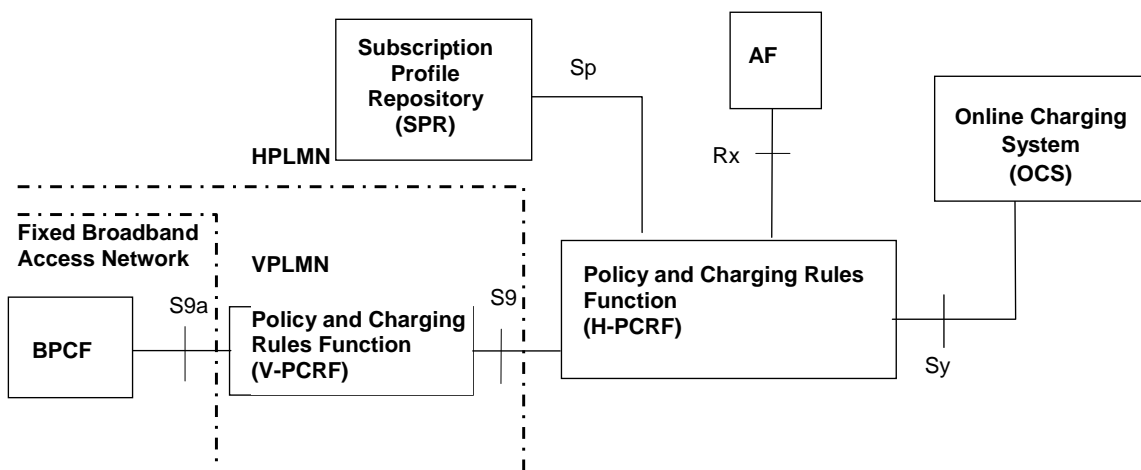 Subscription
Profile
Repository
(SPR)
Sp
AF
Online Charging
System
(OCS)
Rx
HPLMN
Fixed Broadband
Access Network
VPLMN
S9a
S9
Policy and Charging Rules
Function
(H-PCRF)
Policy and Charging
Rules Function
(V-PCRF)
BPCF
Sy